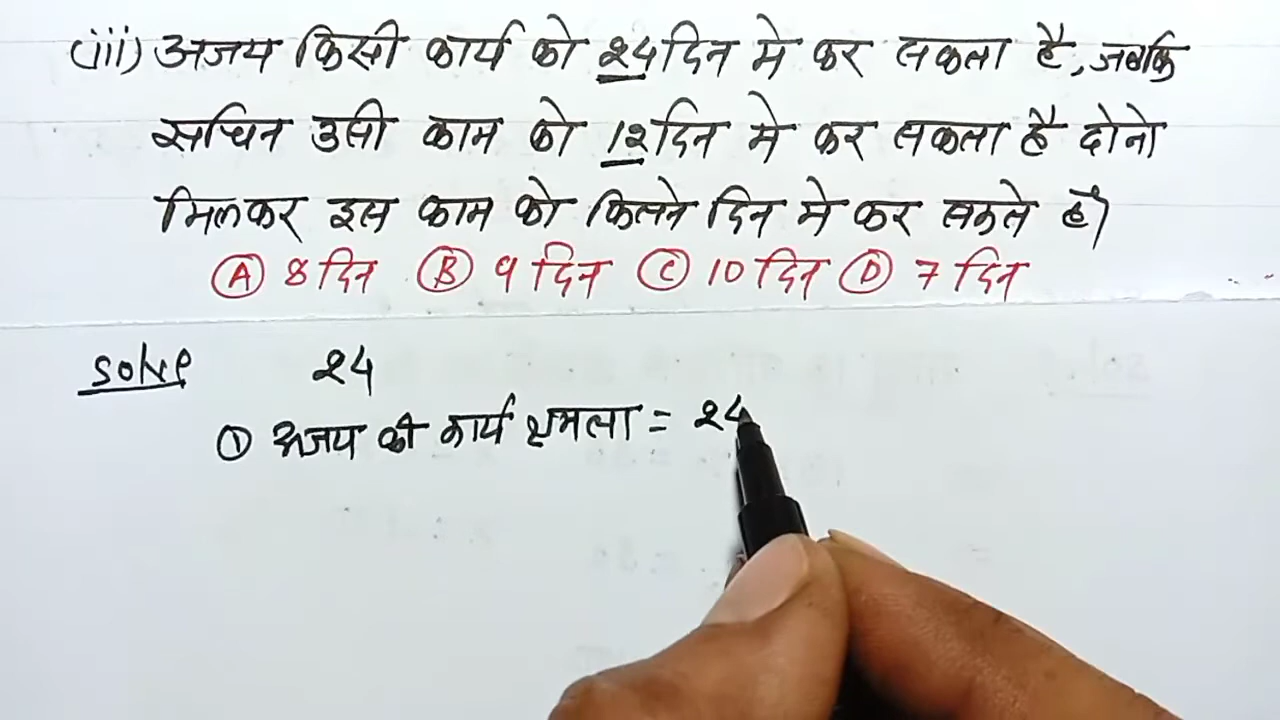 (iii) अजय किसी कार्य को 24 दिन मे कर सकता है, जबकि
सचिन उसी काम को 12 दिन मे कर सकता है दोनो
मिलकर इस काम को कितने दिन मे कर सकते है)
(A) 8 दिन (B) 9 दिन (C) 10 दिन (D) 7 दिन
Solve 24
① अजय की कार्य क्षमता = 24